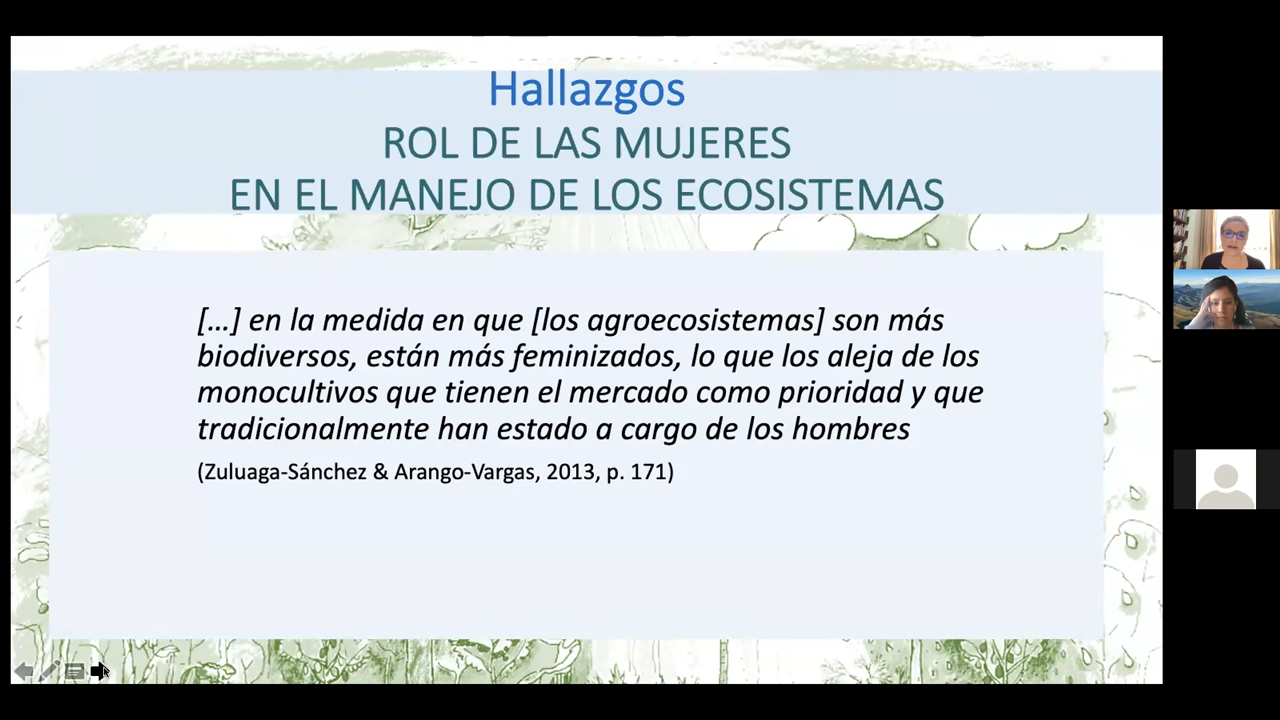 Hallazgos
ROL DE LAS MUJERES
EN EL MANEJO DE LOS ECOSISTEMAS
[...] en la medida en que [los agroecosistemas] son más
biodiversos, están más feminizados, lo que los aleja de los
monocultivos que tienen el mercado como prioridad y que
tradicionalmente han estado a cargo de los hombres
(Zuluaga-Sánchez & Arango-Vargas, 2013, p. 171)